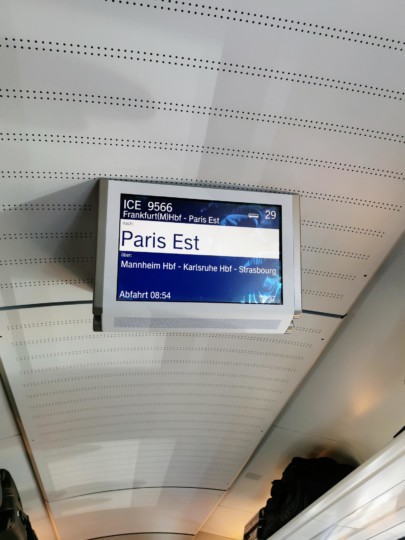 ICE 9566
29
Frankfurt(M)Hbf - Paris Est
nach:
Paris Est
über:
Mannheim Hbf - Karlsruhe Hbf - Strasbourg
Abfahrt 08:54